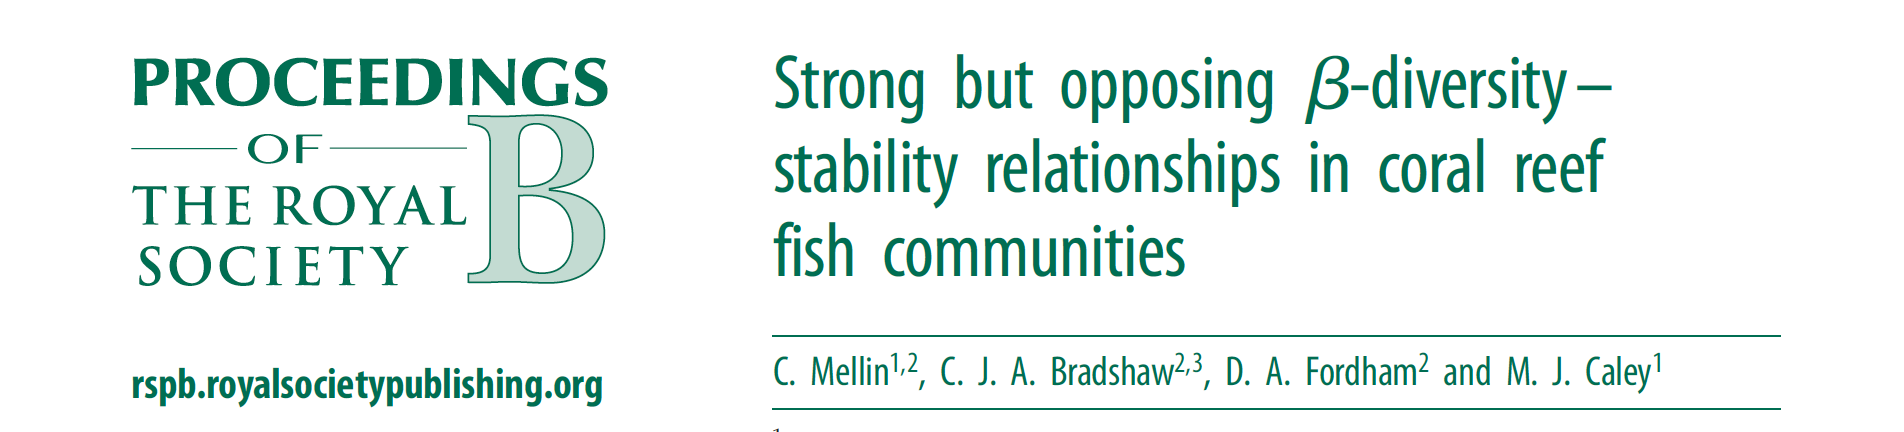 PROCEEDINGS
OF
THE ROYAL
SOCIETY
B
rspb.royalsocietypublishing.org
Strong but opposing β-diversity–
stability relationships in coral reef
fish communities
C. Mellin1,2, C. J. A. Bradshaw2,3, D. A. Fordham2 and M. J. Caley1